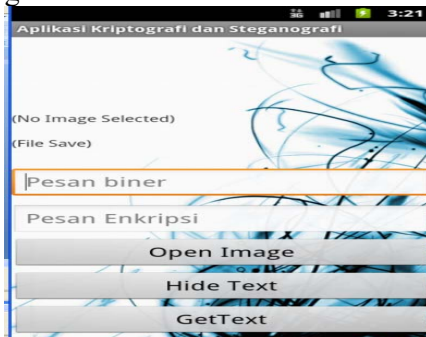 3G 3:21
Aplikasi Kriptografi dan Steganografi
(No Image Selected)
(File Save)
Pesan biner
Pesan Enkripsi
Open Image
Hide Text
GetText